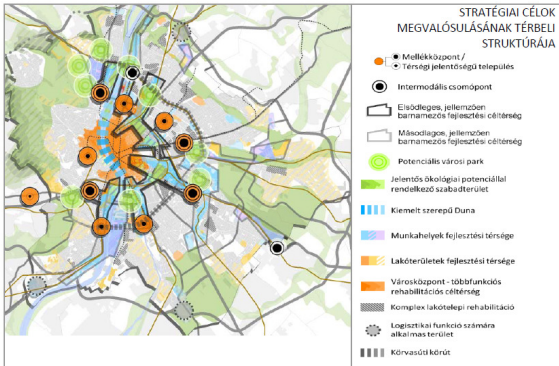 STRATÉGIAI CÉLOK
MEGVALÓSULÁSÁNAK TÉRBELI
STRUKTÚRÁJA
Mellékközpont /
Térségi jelentőségű település
Intermodális csomópont
Elsődleges, jellemzően
barnamezős fejlesztési céltérség
Másodlagos, jellemzően
barnamezős fejlesztési céltérség
Potenciális városi park
Jelentős ökológiai potenciállal
rendelkező szabadterület
Kiemelt szerepű Duna
Munkahelyek fejlesztési térsége
Lakóterületek fejlesztési térsége
Városközpont - többfunkciós
rehabilitációs céltérség
Komplex lakótelepi rehabilitáció
Logisztikai funkció számára
alkalmas terület
Körvasúti körút